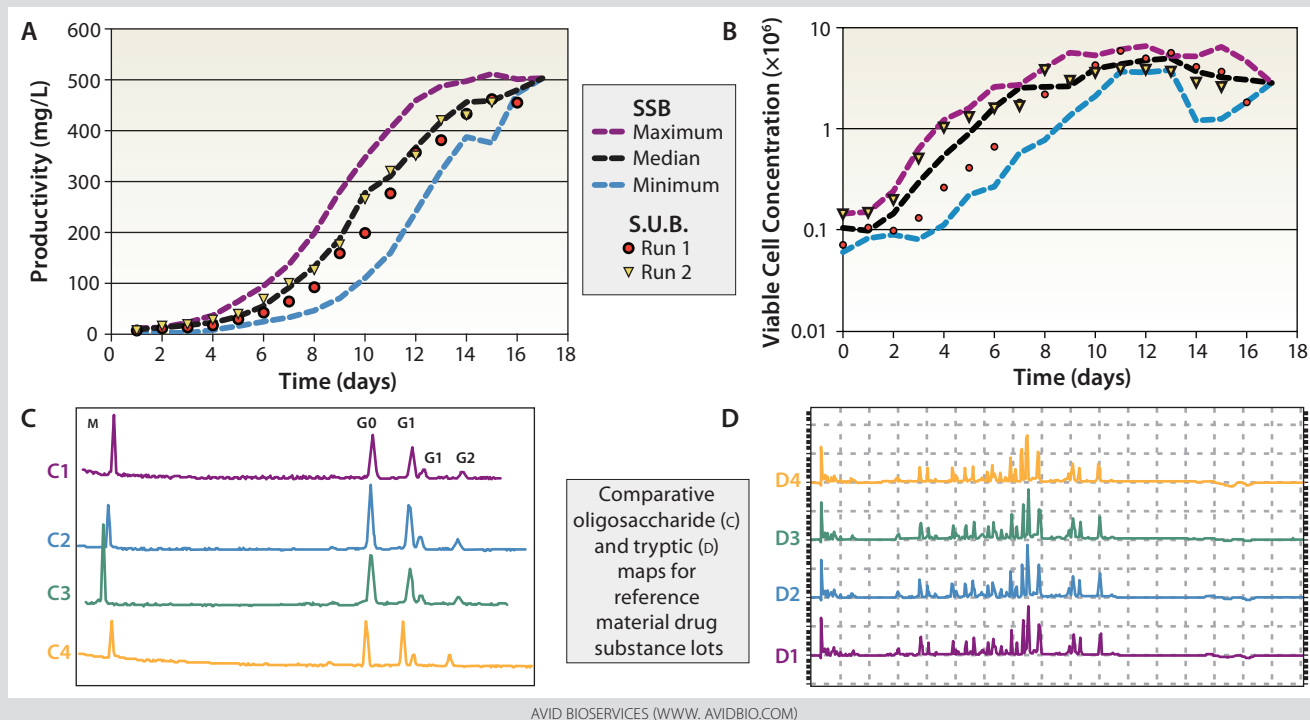 A
600
500
400
300
200
100
0
Productivity (mg/L)
0 2 4 6 8 10 12 14 16 18
Time (days)
SSB
Maximum
Median
Minimum
S.U.B.
Run 1
Run 2
B
10
1
0.1
0.01
Viable Cell Concentration (×10⁶)
0 2 4 6 8 10 12 14 16 18
Time (days)
C
M G0 G1
G1 G2
C1
C2
C3
C4
Comparative
oligosaccharide (C)
and tryptic (D)
maps for
reference
material drug
substance lots
D
D4
D3
D2
D1
AVID BIOSERVICES (WWW. AVIDBIO.COM)